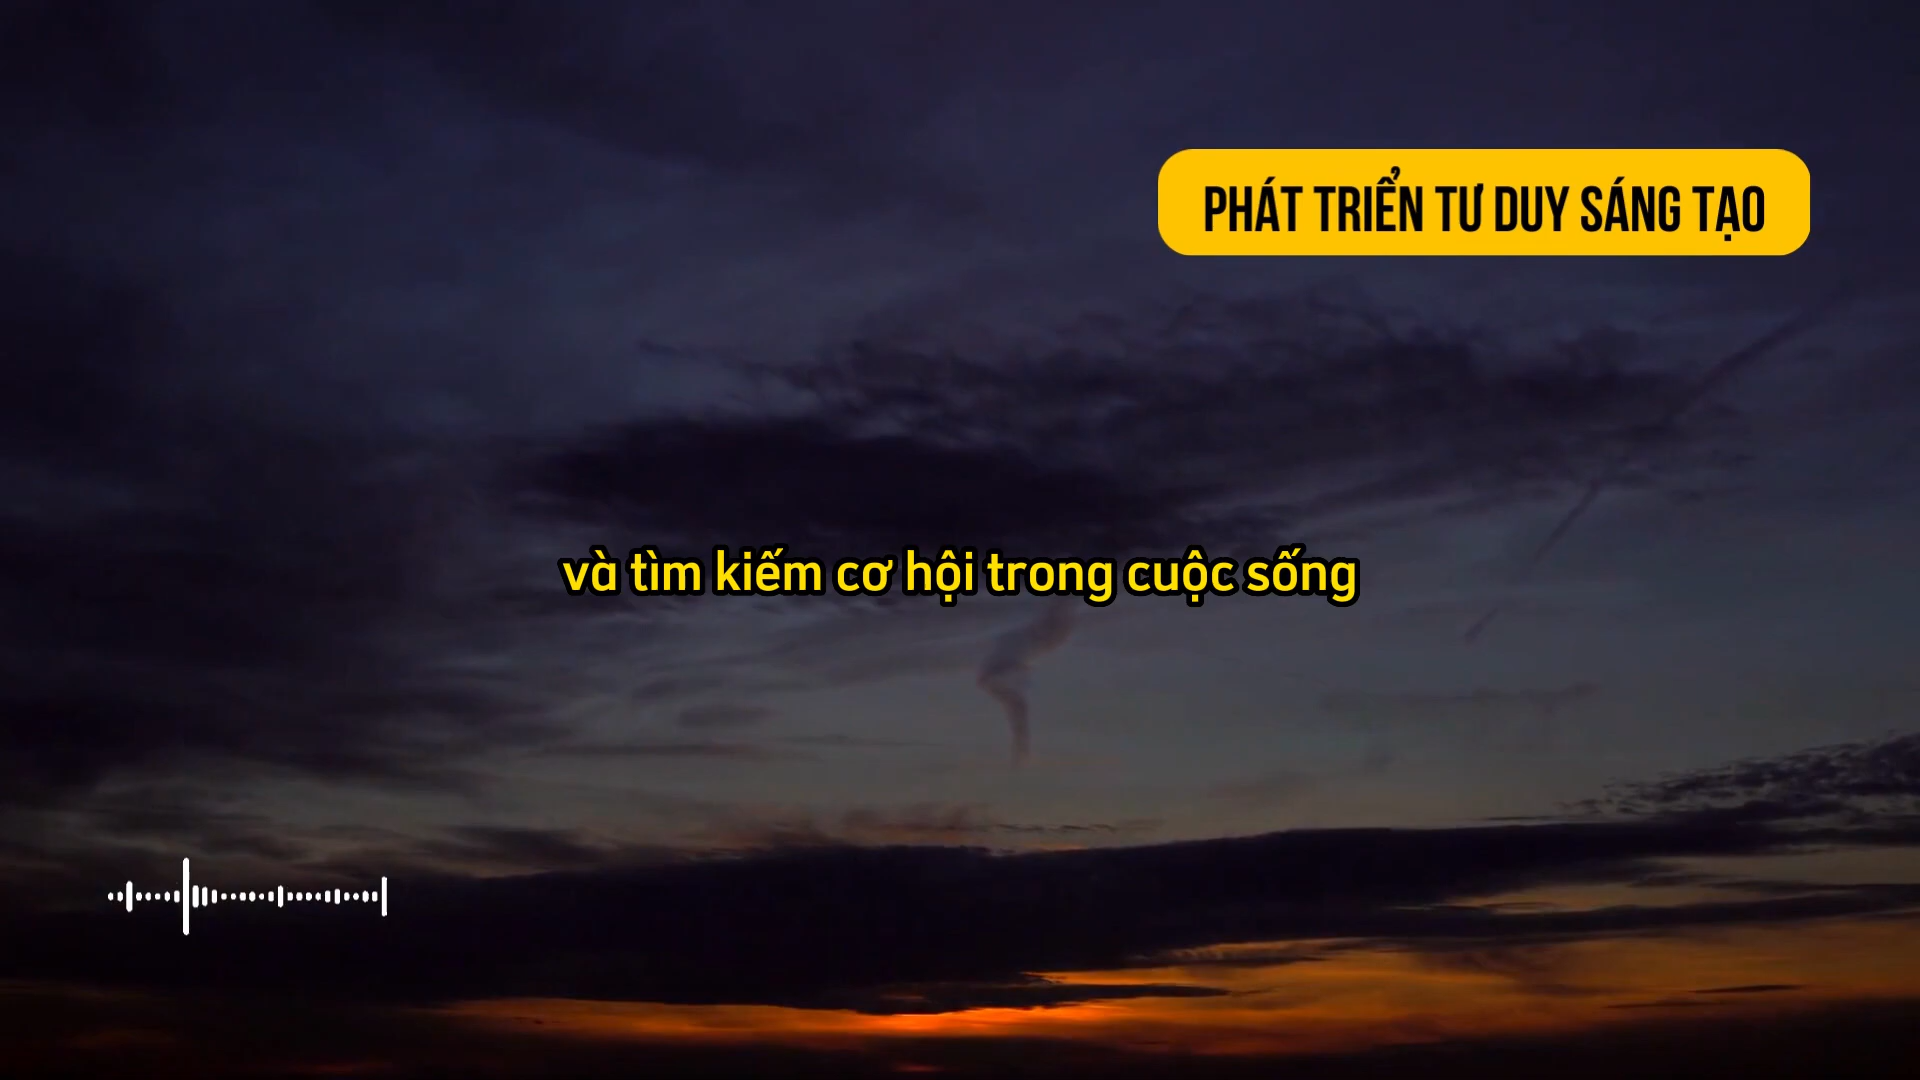 PHÁT TRIỂN TƯ DUY SÁNG TẠO
và tìm kiếm cơ hội trong cuộc sống